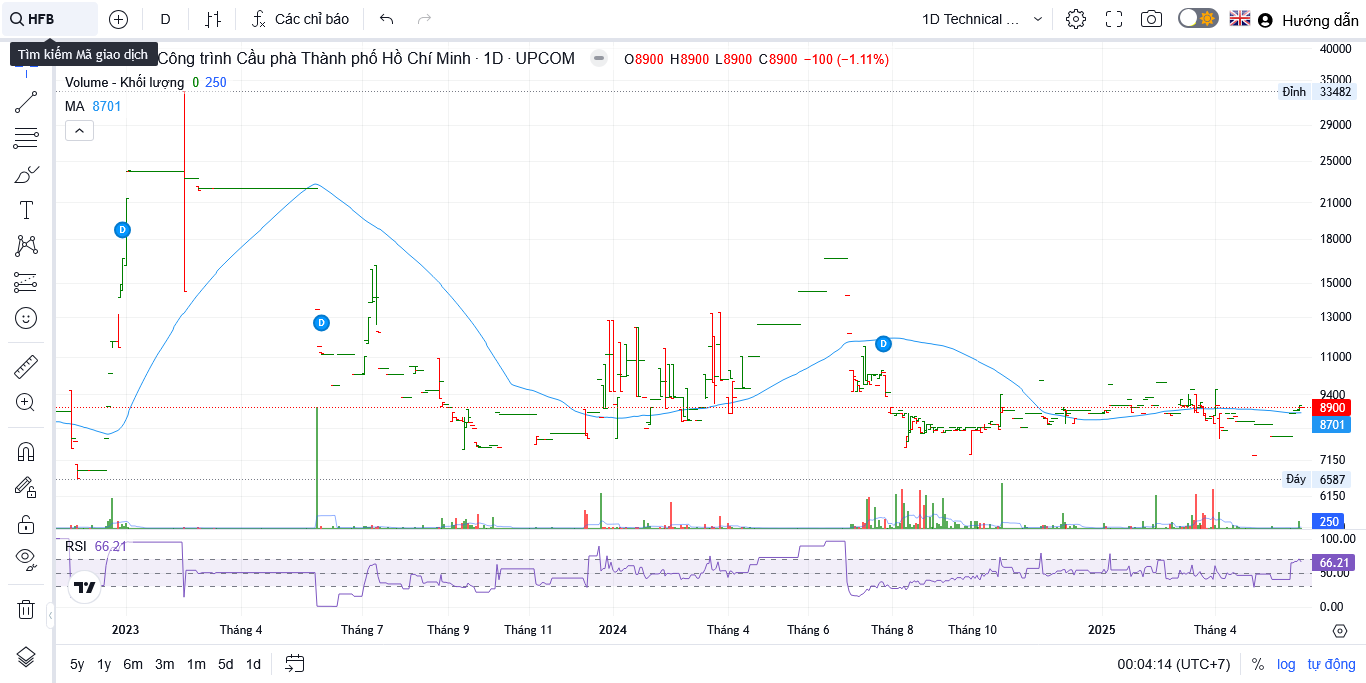 HFB
D
Các chỉ báo
1D Technical ...
Hướng dẫn
Tìm kiếm Mã giao dịch
Công trình Cầu phà Thành phố Hồ Chí Minh · 1D · UPCOM
O8900 H8900 L8900 C8900 −100 (−1.11%)
Volume - Khối lượng 0 250
MA 8701
40000
35000
Đỉnh 33482
29000
25000
21000
18000
15000
13000
11000
9400
8900
8701
7150
Đáy 6587
6150
250
D
D
D
RSI 66.21
100.00
66.21
50.00
0.00
2023 Tháng 4 Tháng 7 Tháng 9 Tháng 11 2024 Tháng 4 Tháng 6 Tháng 8 Tháng 10 2025 Tháng 4
5y 1y 6m 3m 1m 5d 1d
00:04:14 (UTC+7) % log tự động